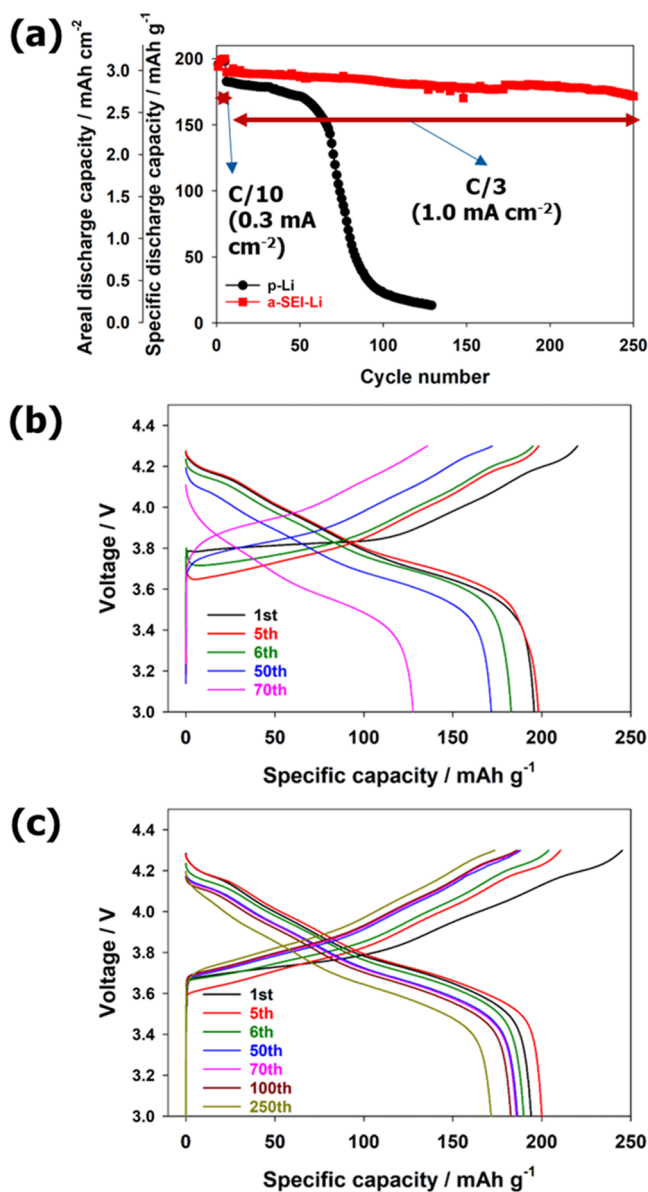 (a)
Areal discharge capacity / mAh cm-2
3.0
2.5
2.0
1.5
1.0
0.5
0.0
Specific discharge capacity / mAh g-1
200
150
100
50
0
C/10
(0.3 mA
cm-2)
C/3
(1.0 mA cm-2)
p-Li
a-SEI-Li
0 50 100 150 200 250
Cycle number
(b)
Voltage / V
4.4
4.2
4.0
3.8
3.6
3.4
3.2
3.0
1st
5th
6th
50th
70th
0 50 100 150 200 250
Specific capacity / mAh g-1
(c)
Voltage / V
4.4
4.2
4.0
3.8
3.6
3.4
3.2
3.0
1st
5th
6th
50th
70th
100th
250th
0 50 100 150 200 250
Specific capacity / mAh g-1